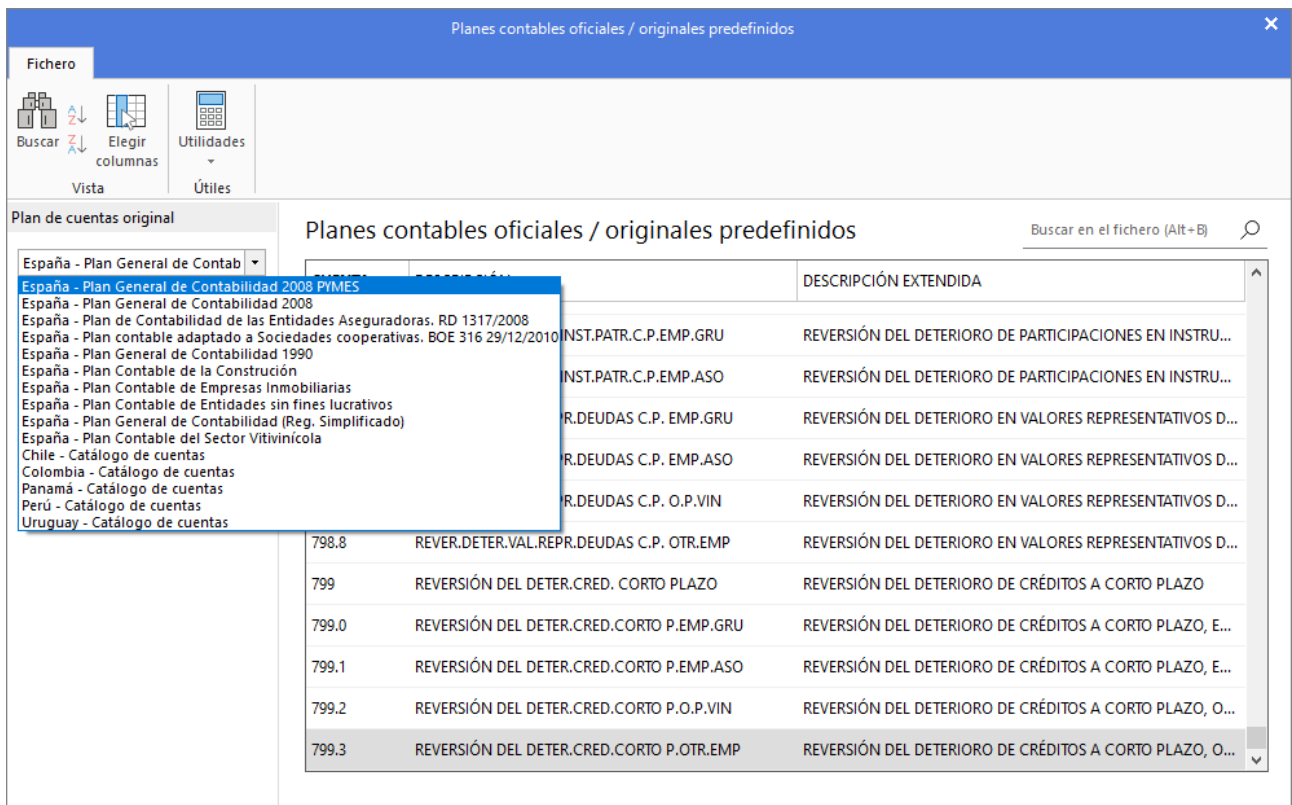 Planes contables oficiales / originales predefinidos
Fichero
Buscar
Elegir columnas
Utilidades
Vista
Útiles
Plan de cuentas original
España - Plan General de Contab
España - Plan General de Contabilidad 2008 PYMES
España - Plan General de Contabilidad 2008
España - Plan de Contabilidad de las Entidades Aseguradoras. RD 1317/2008
España - Plan contable adaptado a Sociedades cooperativas. BOE 316 29/12/2010
España - Plan General de Contabilidad 1990
España - Plan Contable de la Construción
España - Plan Contable de Empresas Inmobiliarias
España - Plan Contable de Entidades sin fines lucrativos
España - Plan General de Contabilidad (Reg. Simplificado)
España - Plan Contable del Sector Vitivinícola
Chile - Catálogo de cuentas
Colombia - Catálogo de cuentas
Panamá - Catálogo de cuentas
Perú - Catálogo de cuentas
Uruguay - Catálogo de cuentas
Planes contables oficiales / originales predefinidos
Buscar en el fichero (Alt+B)
DESCRIPCIÓN EXTENDIDA
INST.PATR.C.P.EMP.GRU REVERSIÓN DEL DETERIORO DE PARTICIPACIONES EN INSTRU...
INST.PATR.C.P.EMP.ASO REVERSIÓN DEL DETERIORO DE PARTICIPACIONES EN INSTRU...
R.DEUDAS C.P. EMP.GRU REVERSIÓN DEL DETERIORO EN VALORES REPRESENTATIVOS D...
R.DEUDAS C.P. EMP.ASO REVERSIÓN DEL DETERIORO EN VALORES REPRESENTATIVOS D...
R.DEUDAS C.P. O.P.VIN REVERSIÓN DEL DETERIORO EN VALORES REPRESENTATIVOS D...
798.8 REVER.DETER.VAL.REPR.DEUDAS C.P. OTR.EMP REVERSIÓN DEL DETERIORO EN VALORES REPRESENTATIVOS D...
799 REVERSIÓN DEL DETER.CRED. CORTO PLAZO REVERSIÓN DEL DETERIORO DE CRÉDITOS A CORTO PLAZO
799.0 REVERSIÓN DEL DETER.CRED.CORTO P.EMP.GRU REVERSIÓN DEL DETERIORO DE CRÉDITOS A CORTO PLAZO, E...
799.1 REVERSIÓN DEL DETER.CRED.CORTO P.EMP.ASO REVERSIÓN DEL DETERIORO DE CRÉDITOS A CORTO PLAZO, E...
799.2 REVERSIÓN DEL DETER.CRED.CORTO P.O.P.VIN REVERSIÓN DEL DETERIORO DE CRÉDITOS A CORTO PLAZO, O...
799.3 REVERSIÓN DEL DETER.CRED.CORTO P.OTR.EMP REVERSIÓN DEL DETERIORO DE CRÉDITOS A CORTO PLAZO, O...